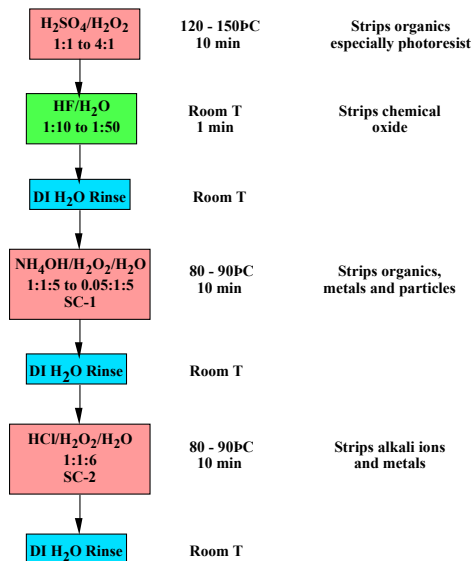 H2SO4/H2O2
1:1 to 4:1
120 - 150ÞC
10 min
Strips organics
especially photoresist
HF/H2O
1:10 to 1:50
Room T
1 min
Strips chemical
oxide
DI H2O Rinse
Room T
NH4OH/H2O2/H2O
1:1:5 to 0.05:1:5
SC-1
80 - 90ÞC
10 min
Strips organics,
metals and particles
DI H2O Rinse
Room T
HCl/H2O2/H2O
1:1:6
SC-2
80 - 90ÞC
10 min
Strips alkali ions
and metals
DI H2O Rinse
Room T